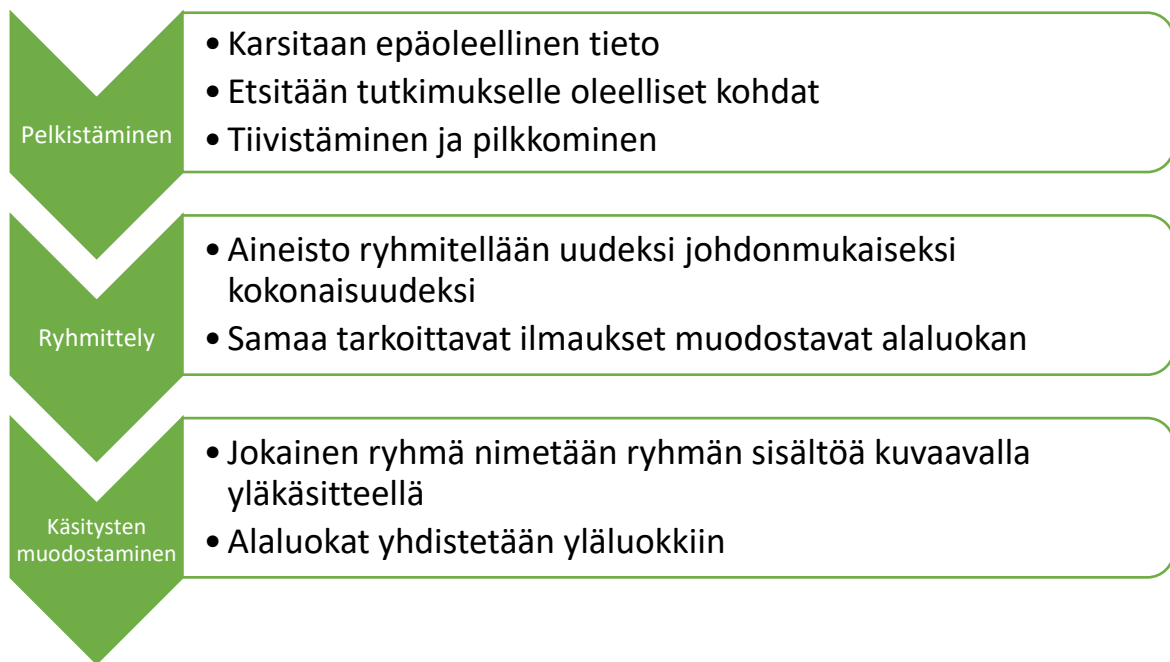 Pelkistäminen
• Karsitaan epäoleellinen tieto
• Etsitään tutkimukselle oleelliset kohdat
• Tiivistäminen ja pilkkominen
Ryhmittely
• Aineisto ryhmitellään uudeksi johdonmukaiseksi
kokonaisuudeksi
• Samaa tarkoittavat ilmaukset muodostavat alaluokan
Käsitysten
muodostaminen
• Jokainen ryhmä nimetään ryhmän sisältöä kuvaavalla
yläkäsitteellä
• Alaluokat yhdistetään yläluokkiin